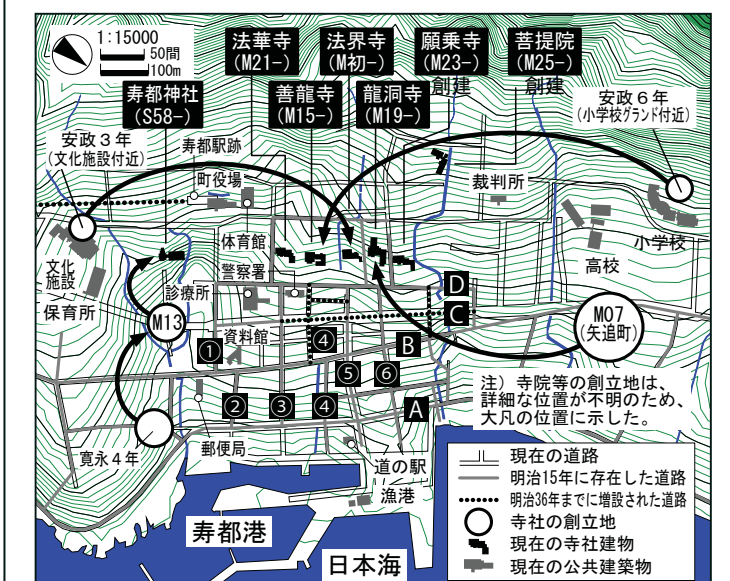 1:15000
50間
100m
法華寺
(M21-)
法界寺
(M初-)
願乗寺
(M23-)
創建
菩提院
(M25-)
創建
寿都神社
(S58-)
善龍寺
(M15-)
龍洞寺
(M19-)
安政3年
(文化施設付近)
安政6年
(小学校グランド付近)
寿都駅跡
町役場
裁判所
体育館
警察署
小学校
高校
文化
施設
保育所
診療所
D
C
M13
M07
(矢追町)
資料館
①
④
B
⑤
⑥
②
③
④
A
注)寺院等の創立地は、
詳細な位置が不明のため、
大凡の位置に示した。
寛永4年
郵便局
道の駅
漁港
寿都港
日本海
現在の道路
明治15年に存在した道路
明治36年までに増設された道路
寺社の創立地
現在の寺社建物
現在の公共建築物